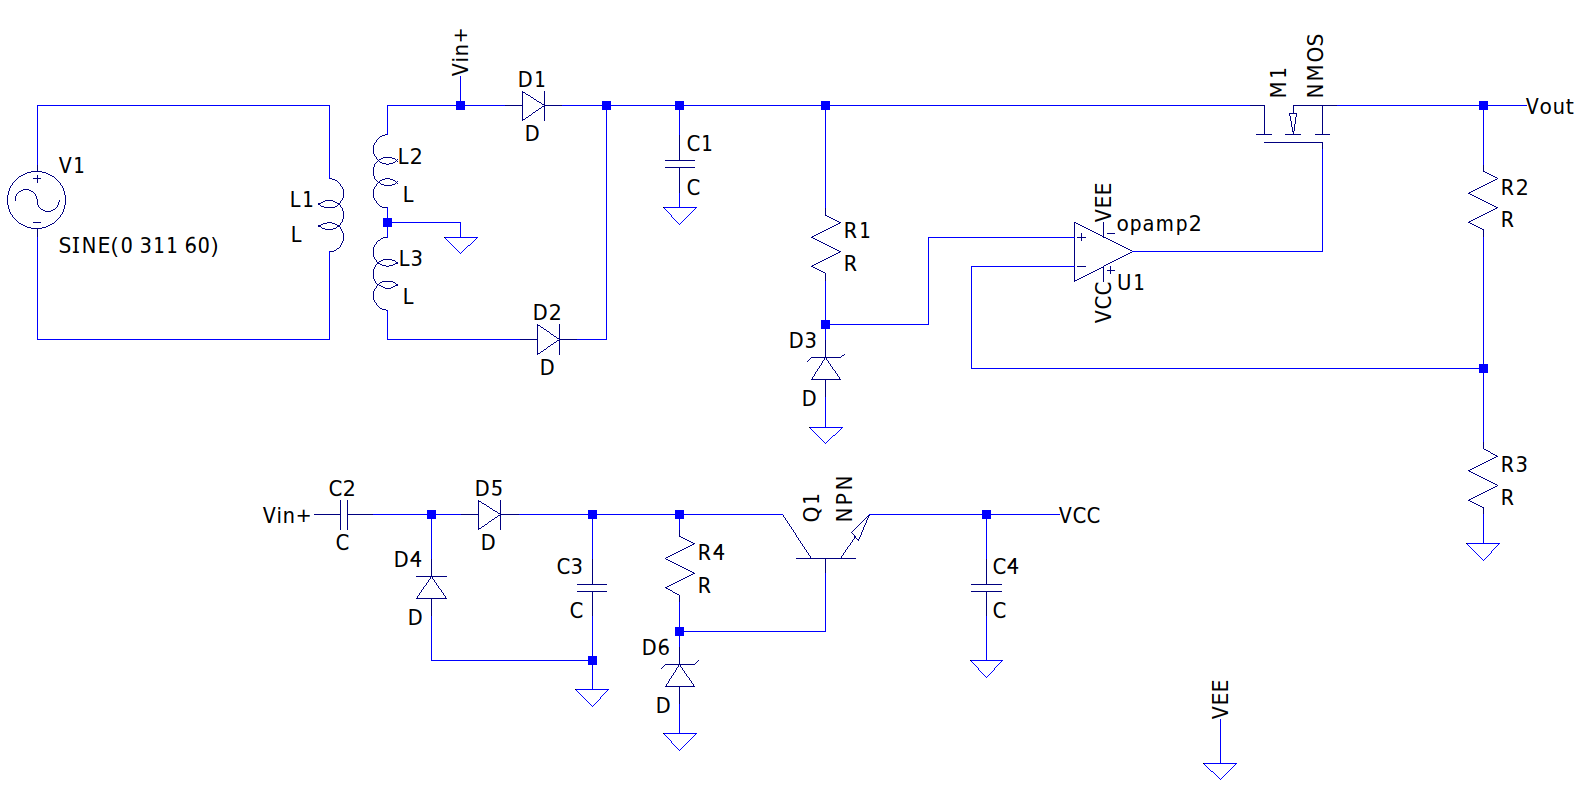 Vin+
D1
D
M1
NMOS
Vout
V1
SINE(0 311 60)
L1
L
L2
L
L3
L
C1
C
D2
D
R1
R
D3
D
VEE
opamp2
+
−
−
+
VCC
U1
R2
R
R3
R
Vin+
C2
C
D5
D
D4
D
C3
C
R4
R
D6
D
Q1
NPN
VCC
C4
C
VEE